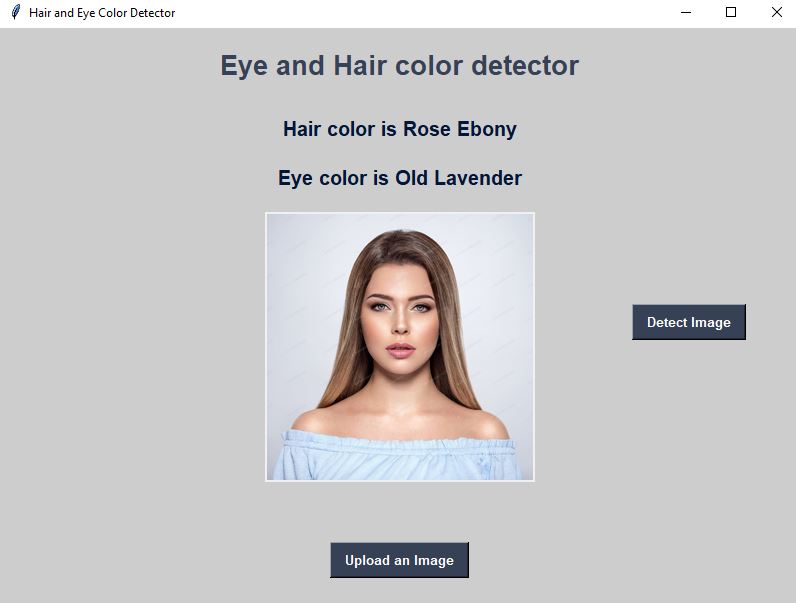 Hair and Eye Color Detector
Eye and Hair color detector
Hair color is Rose Ebony
Eye color is Old Lavender
Detect Image
Upload an Image